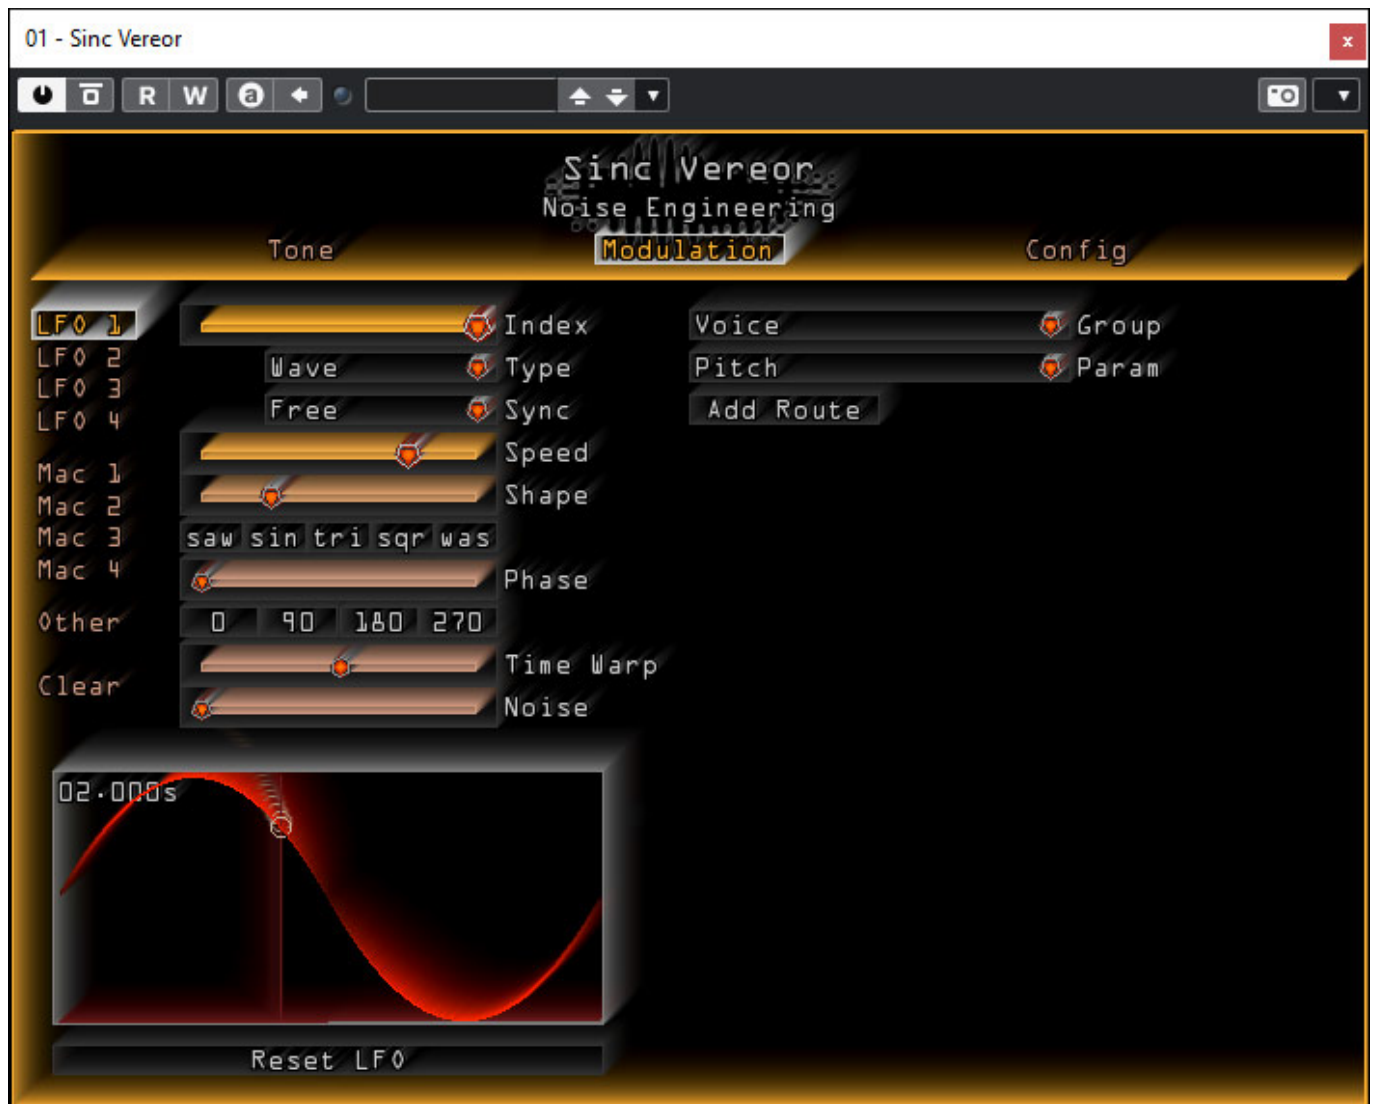 01 - Sinc Vereor
x
R W a
Sinc Vereor
Noise Engineering
Tone Modulation Config
LFO 1
LFO 2
LFO 3
LFO 4
Mac 1
Mac 2
Mac 3
Mac 4
Other
Clear
Index
Wave Type
Free Sync
Speed
Shape
saw sin tri sqr was
Phase
0 90 180 270
Time Warp
Noise
Voice Group
Pitch Param
Add Route
02.000s
Reset LFO